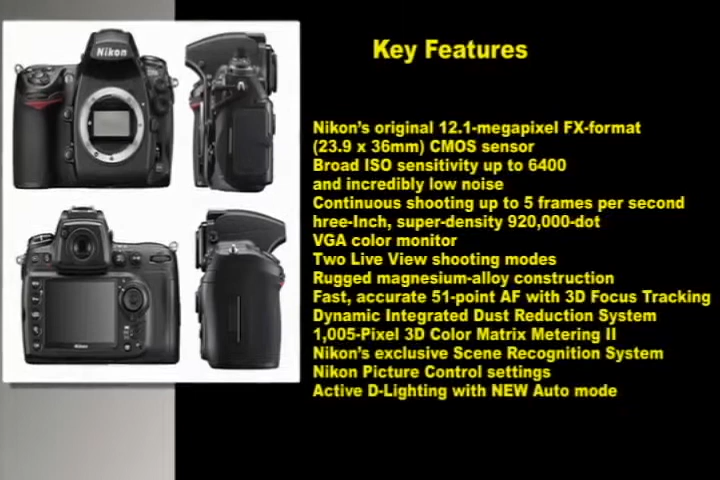 Nikon
Nikon
Key Features
Nikon's original 12.1-megapixel FX-format
(23.9 x 36mm) CMOS sensor
Broad ISO sensitivity up to 6400
and incredibly low noise
Continuous shooting up to 5 frames per second
hree-Inch, super-density 920,000-dot
VGA color monitor
Two Live View shooting modes
Rugged magnesium-alloy construction
Fast, accurate 51-point AF with 3D Focus Tracking
Dynamic Integrated Dust Reduction System
1,005-Pixel 3D Color Matrix Metering II
Nikon's exclusive Scene Recognition System
Nikon Picture Control settings
Active D-Lighting with NEW Auto mode